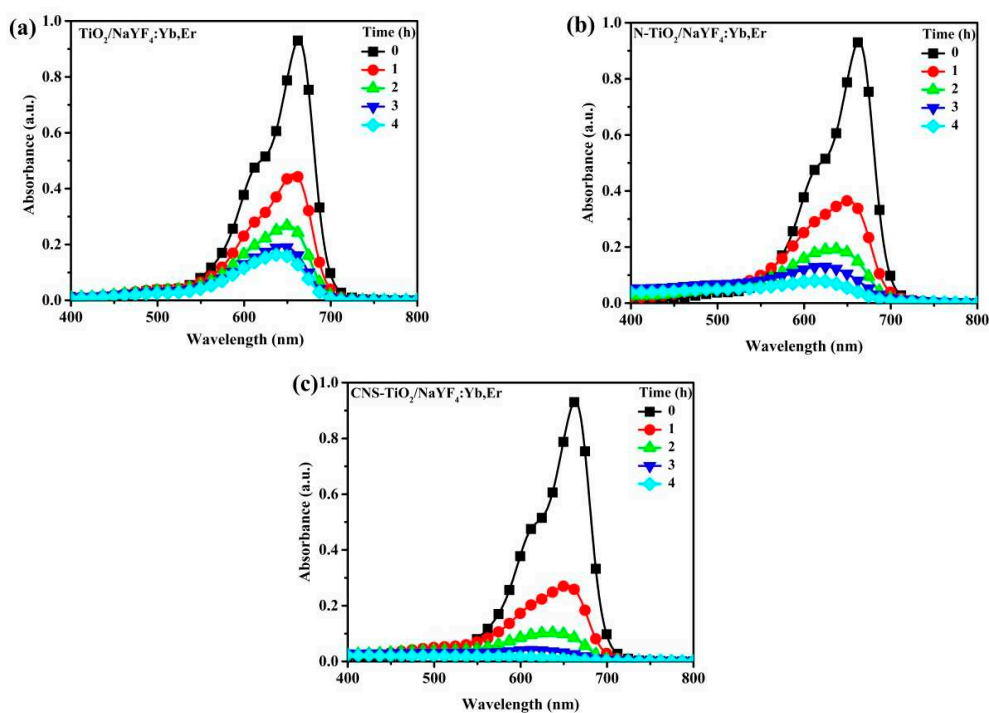 (a)
TiO2/NaYF4:Yb,Er
Time (h)
0
1
2
3
4
Absorbance (a.u.)
1.0
0.8
0.6
0.4
0.2
0.0
400 500 600 700 800
Wavelength (nm)
(b)
N-TiO2/NaYF4:Yb,Er
Time (h)
0
1
2
3
4
Absorbance (a.u.)
1.0
0.8
0.6
0.4
0.2
0.0
400 500 600 700 800
Wavelength (nm)
(c)
CNS-TiO2/NaYF4:Yb,Er
Time (h)
0
1
2
3
4
Absorbance (a.u.)
1.0
0.8
0.6
0.4
0.2
0.0
400 500 600 700 800
Wavelength (nm)